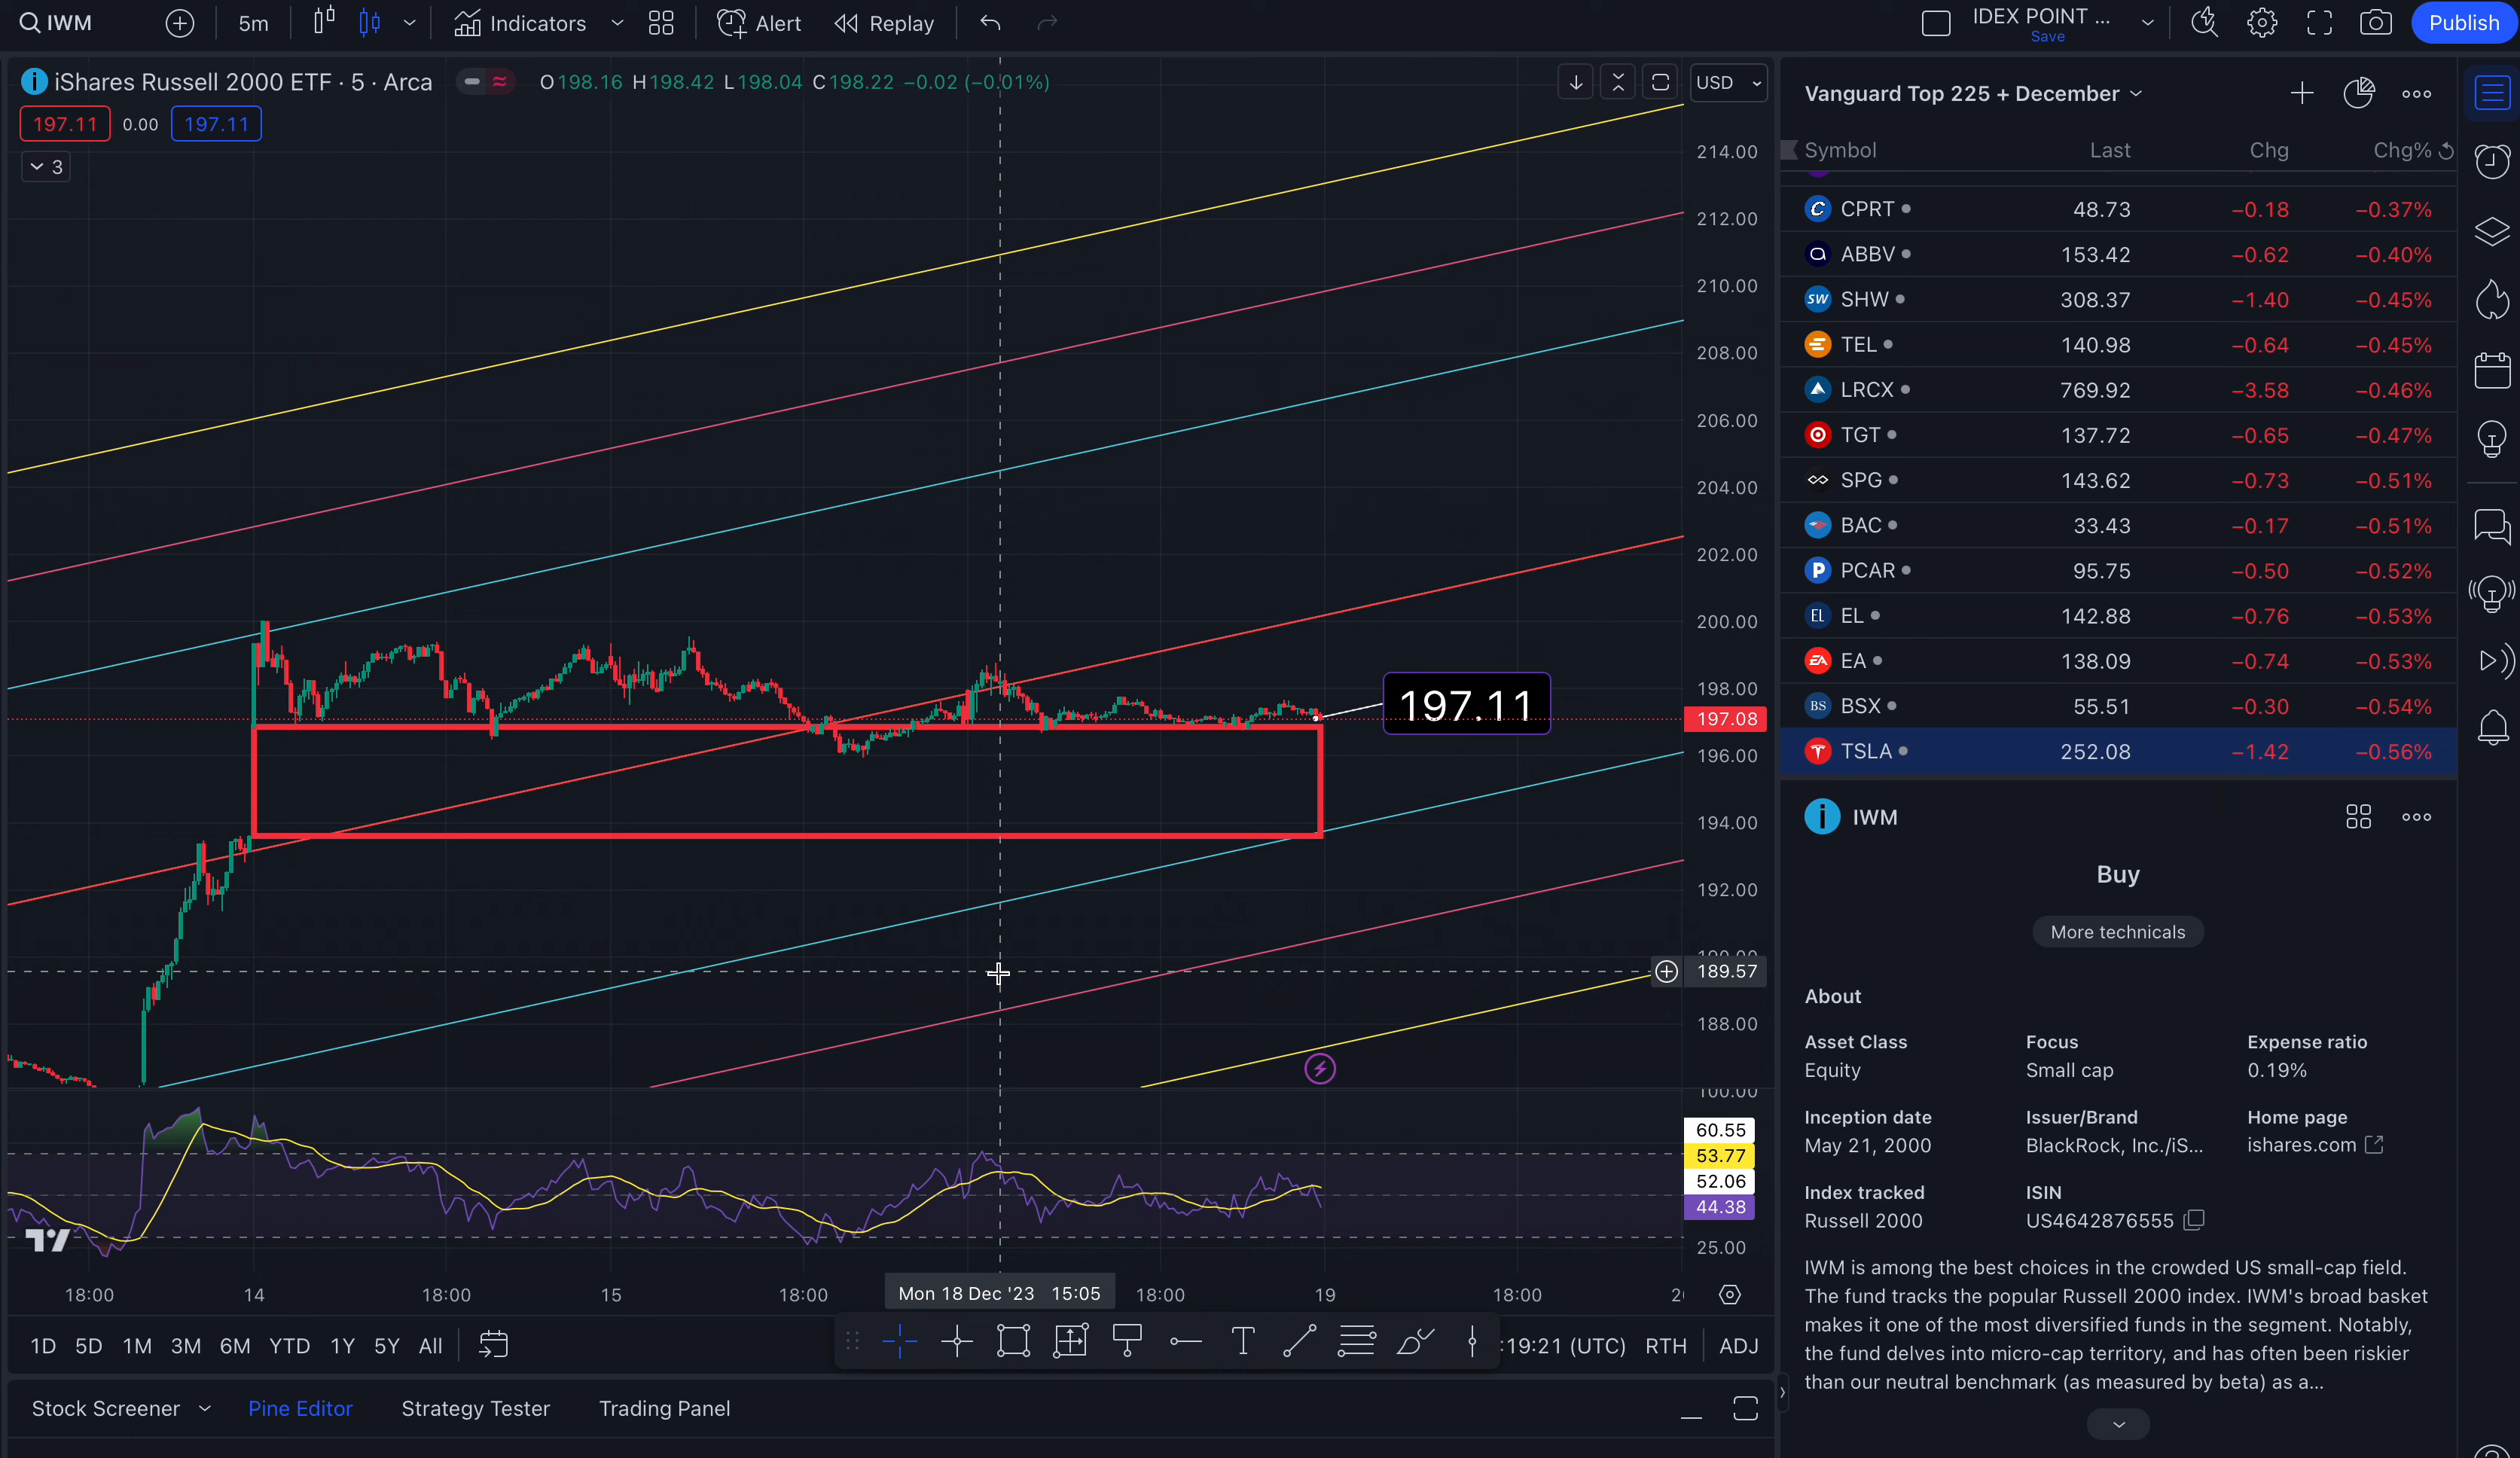 IWM 5m Indicators Alert Replay IDEX POINT ... Save Publish
iShares Russell 2000 ETF · 5 · Arca O198.16 H198.42 L198.04 C198.22 −0.02 (−0.01%) USD
197.11 0.00 197.11
3
214.00
212.00
210.00
208.00
206.00
204.00
202.00
200.00
198.00
197.11
197.08
196.00
194.00
192.00
189.57
188.00
100.00
60.55
53.77
52.06
44.38
25.00
18:00 14 18:00 15 18:00 Mon 18 Dec '23 15:05 18:00 19 18:00
1D 5D 1M 3M 6M YTD 1Y 5Y All :19:21 (UTC) RTH ADJ
Stock Screener Pine Editor Strategy Tester Trading Panel
Vanguard Top 225 + December
Symbol Last Chg Chg%
CPRT 48.73 −0.18 −0.37%
ABBV 153.42 −0.62 −0.40%
SW SHW 308.37 −1.40 −0.45%
TEL 140.98 −0.64 −0.45%
LRCX 769.92 −3.58 −0.46%
TGT 137.72 −0.65 −0.47%
SPG 143.62 −0.73 −0.51%
BAC 33.43 −0.17 −0.51%
P PCAR 95.75 −0.50 −0.52%
EL EL 142.88 −0.76 −0.53%
EA EA 138.09 −0.74 −0.53%
BS BSX 55.51 −0.30 −0.54%
TSLA 252.08 −1.42 −0.56%
IWM
Buy
More technicals
About
Asset Class Focus Expense ratio
Equity Small cap 0.19%
Inception date Issuer/Brand Home page
May 21, 2000 BlackRock, Inc./iS... ishares.com
Index tracked ISIN
Russell 2000 US4642876555
IWM is among the best choices in the crowded US small-cap field.
The fund tracks the popular Russell 2000 index. IWM's broad basket
makes it one of the most diversified funds in the segment. Notably,
the fund delves into micro-cap territory, and has often been riskier
than our neutral benchmark (as measured by beta) as a...